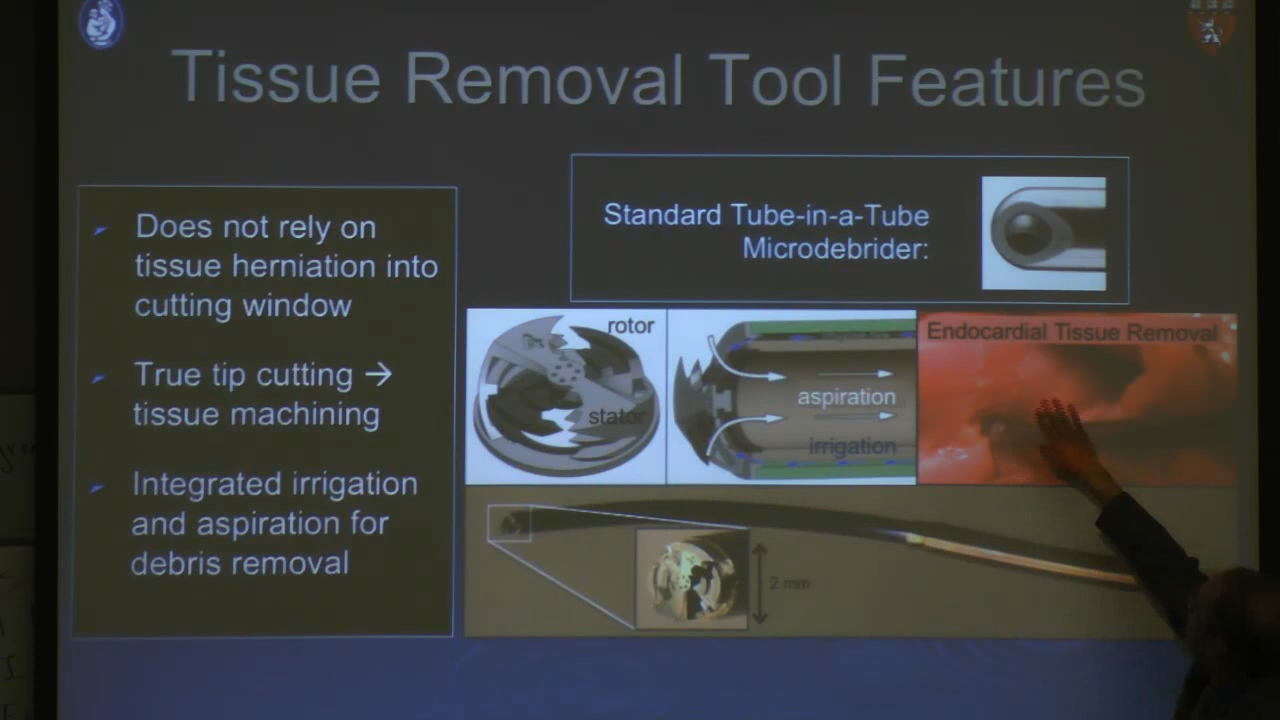 Tissue Removal Tool Features
Does not rely on
tissue herniation into
cutting window
True tip cutting →
tissue machining
Integrated irrigation
and aspiration for
debris removal
Standard Tube-in-a-Tube
Microdebrider:
rotor
stator
aspiration
irrigation
Endocardial Tissue Removal
2 mm